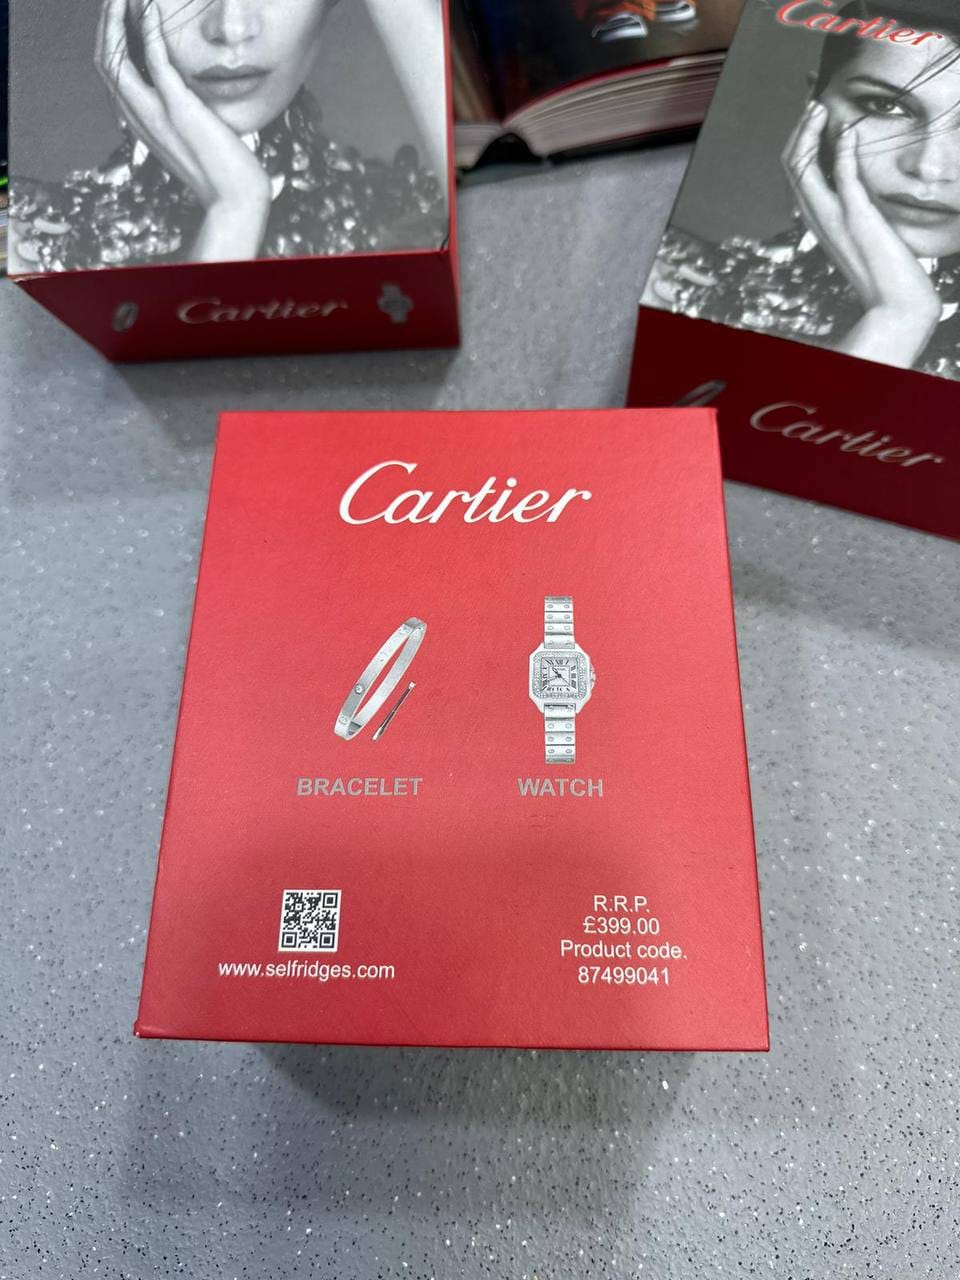 Cartier
Cartier
Cartier
Cartier
BRACELET
WATCH
www.selfridges.com
R.R.P.
£399.00
Product code.
87499041